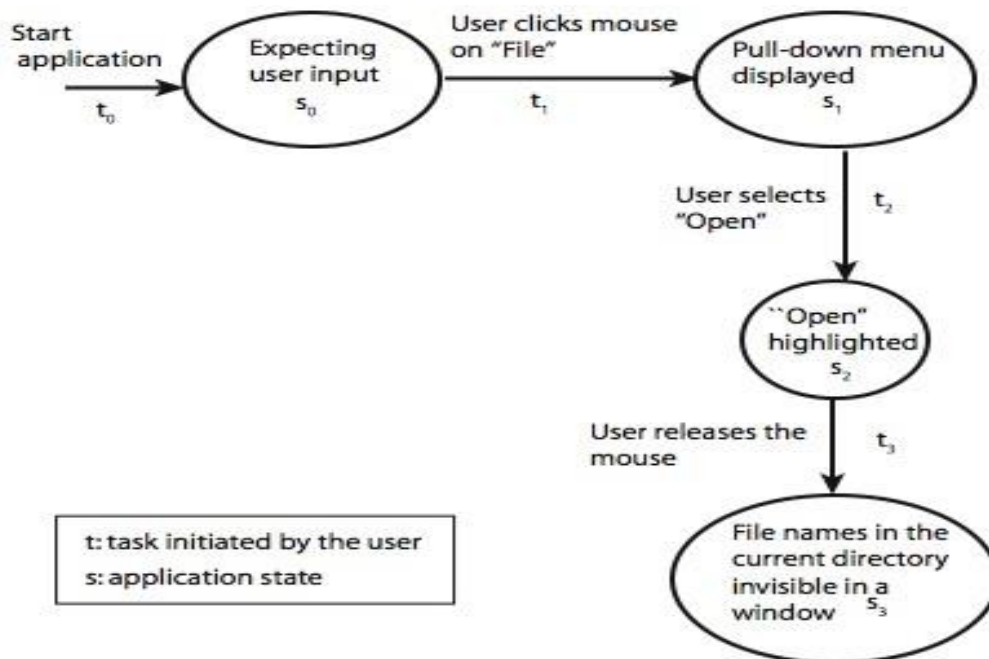 Start
application
t₀
Expecting
user input
s₀
User clicks mouse
on "File"
t₁
Pull-down menu
displayed
s₁
User selects
"Open"
t₂
``Open"
highlighted
s₂
User releases the
mouse
t₃
File names in the
current directory
invisible in a
window s₃
t: task initiated by the user
s: application state